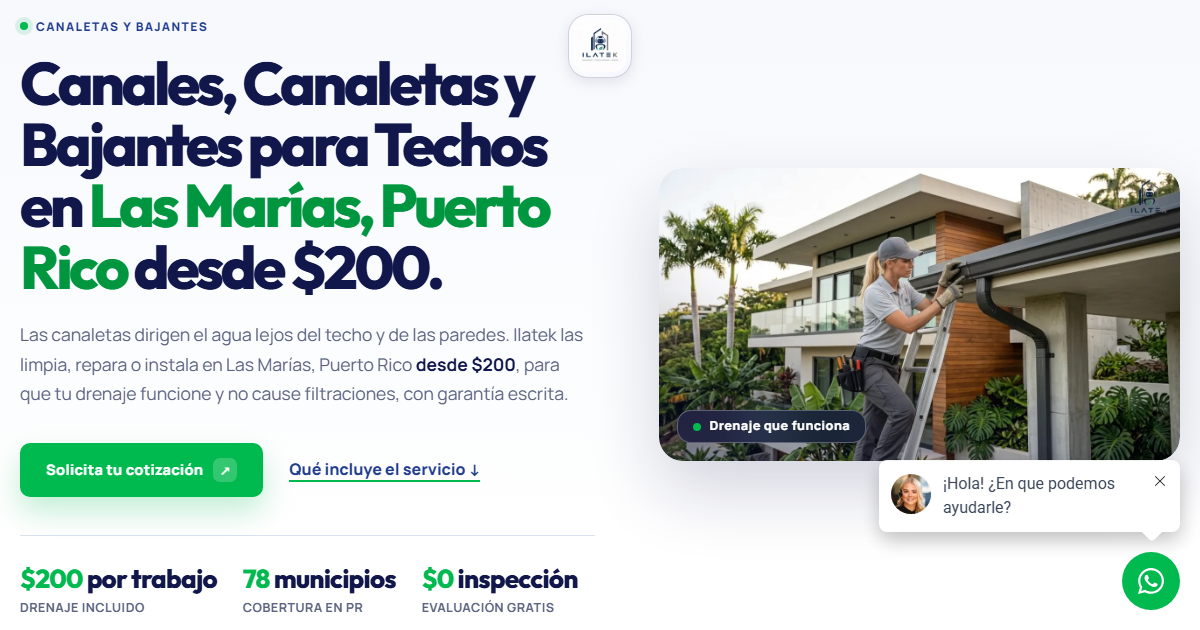 CANALETAS Y BAJANTES
ILATEK
Canales, Canaletas y
Bajantes para Techos
en Las Marías, Puerto
Rico desde $200.
Las canaletas dirigen el agua lejos del techo y de las paredes. Ilatek las
limpia, repara o instala en Las Marías, Puerto Rico desde $200, para
que tu drenaje funcione y no cause filtraciones, con garantía escrita.
Solicita tu cotización ↗
Qué incluye el servicio ↓
$200 por trabajo
DRENAJE INCLUIDO
78 municipios
COBERTURA EN PR
$0 inspección
EVALUACIÓN GRATIS
ILATEK
Drenaje que funciona
¡Hola! ¿En que podemos
ayudarle?